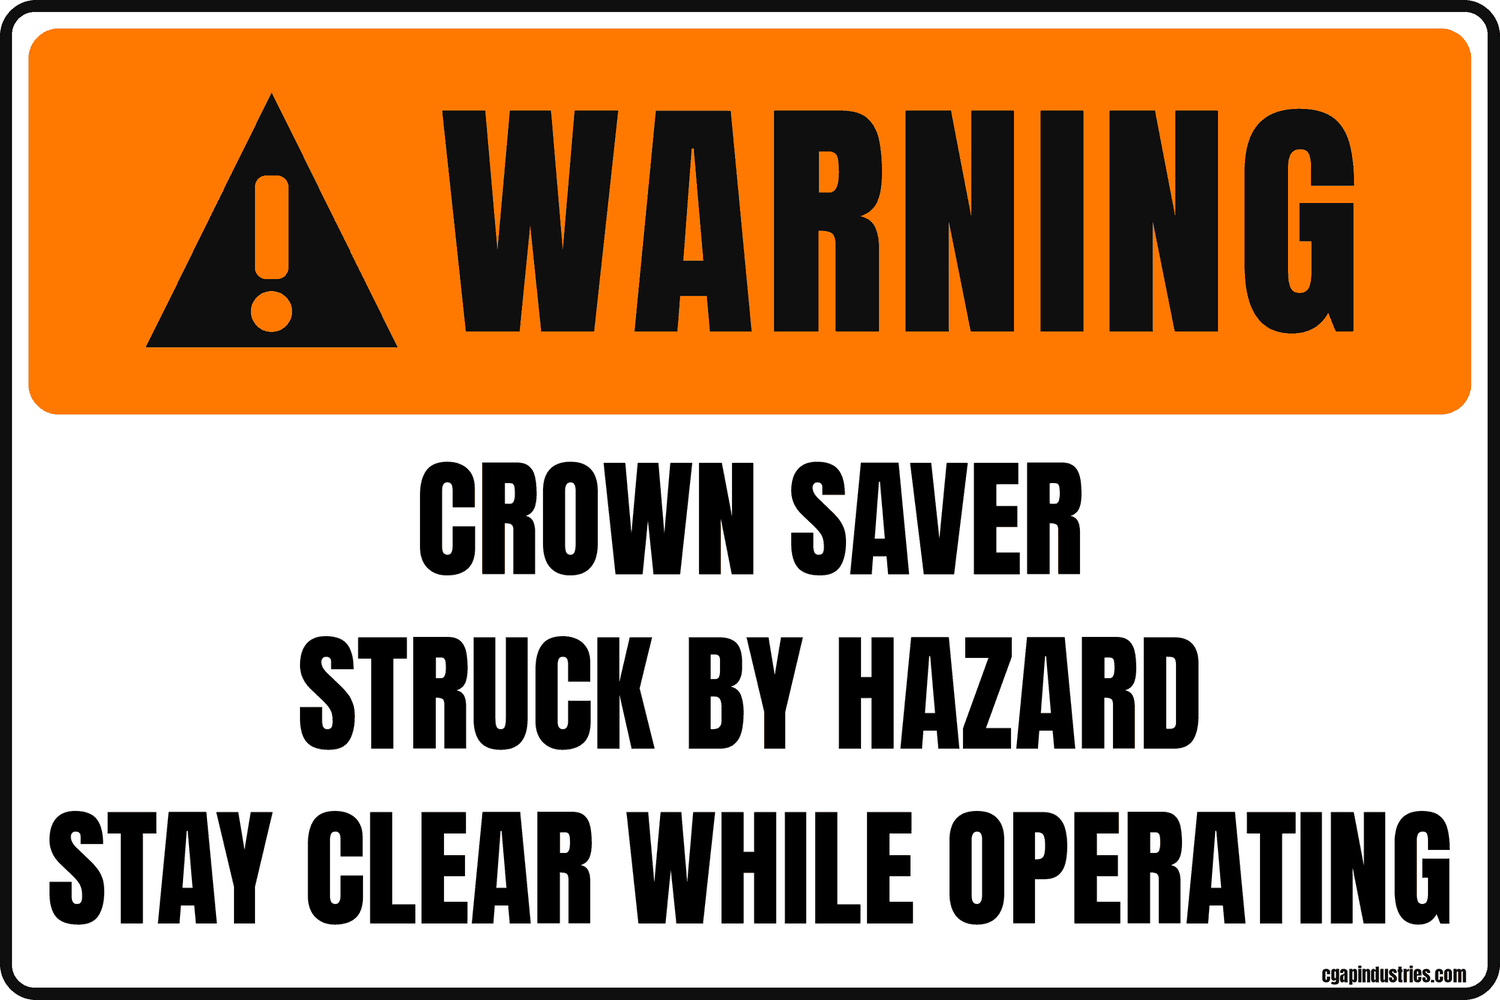 WARNING
CROWN SAVER
STRUCK BY HAZARD
STAY CLEAR WHILE OPERATING
cgapindustries.com